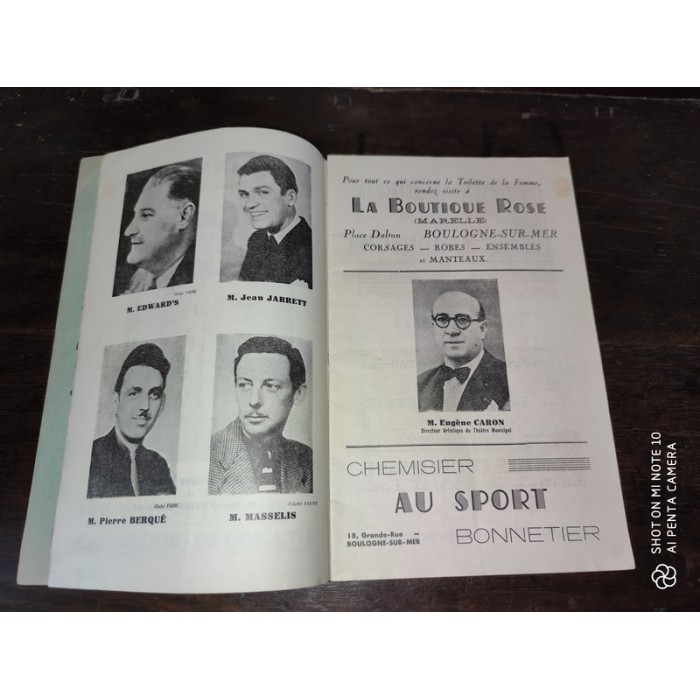 M. EDWARD'S
M. Jean JARRETT
M. Pierre BERQUÉ
M. MASSELIS
Pour tout ce qui concerne la Toilette de la Femme,
rendez visite à
LA BOUTIQUE ROSE
(MARELLE)
Place Dalton BOULOGNE-SUR-MER
CORSAGES — ROBES — ENSEMBLES
et MANTEAUX.
M. Eugène CARON
Directeur Artistique du Théâtre Municipal
CHEMISIER
AU SPORT
BONNETIER
18, Grande-Rue —
BOULOGNE-SUR-MER
SHOT ON MI NOTE 10
AI PENTA CAMERA